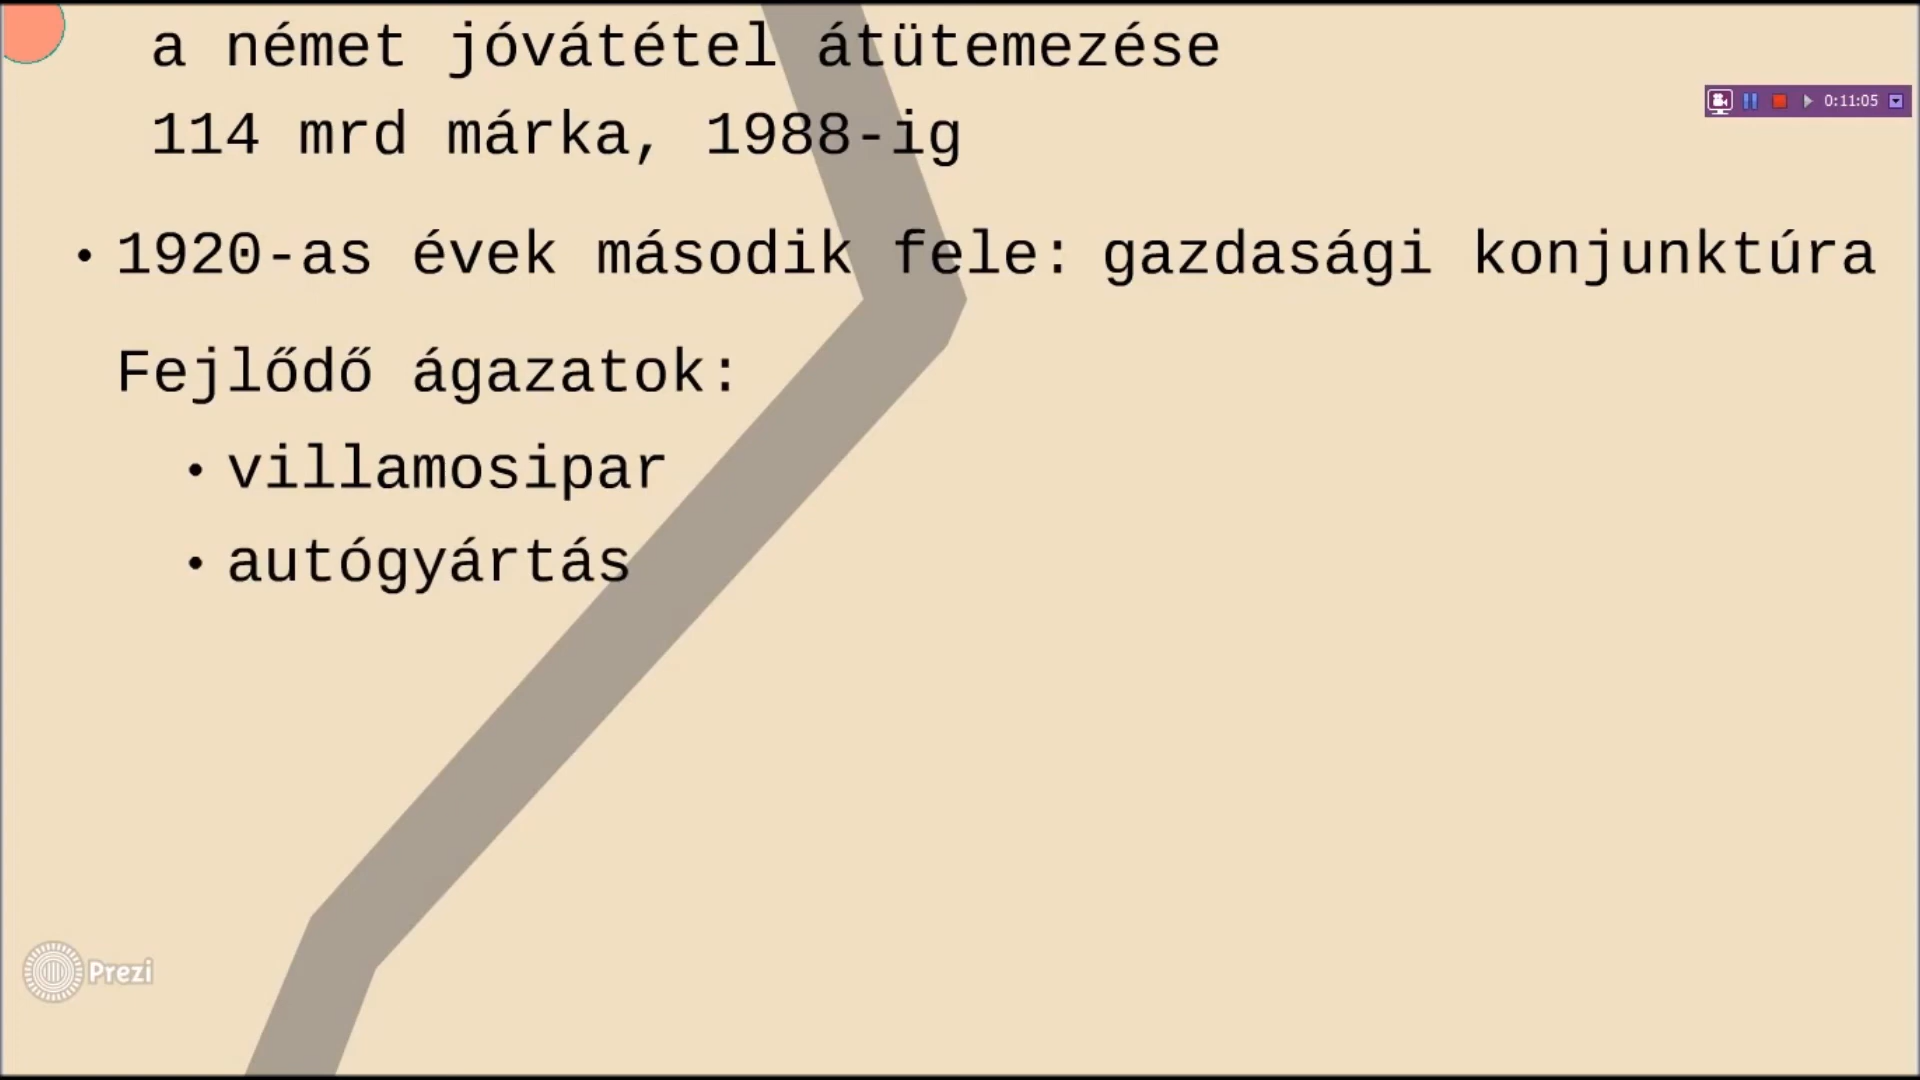 a német jóvátétel átütemezése
114 mrd márka, 1988-ig
0:11:05
• 1920-as évek második fele: gazdasági konjunktúra
Fejlődő ágazatok:
• villamosipar
• autógyártás
Prezi